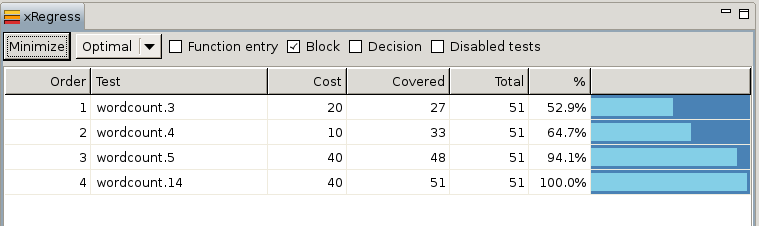 xRegress
Minimize Optimal Function entry Block Decision Disabled tests
Order Test Cost Covered Total %
1 wordcount.3 20 27 51 52.9%
2 wordcount.4 10 33 51 64.7%
3 wordcount.5 40 48 51 94.1%
4 wordcount.14 40 51 51 100.0%